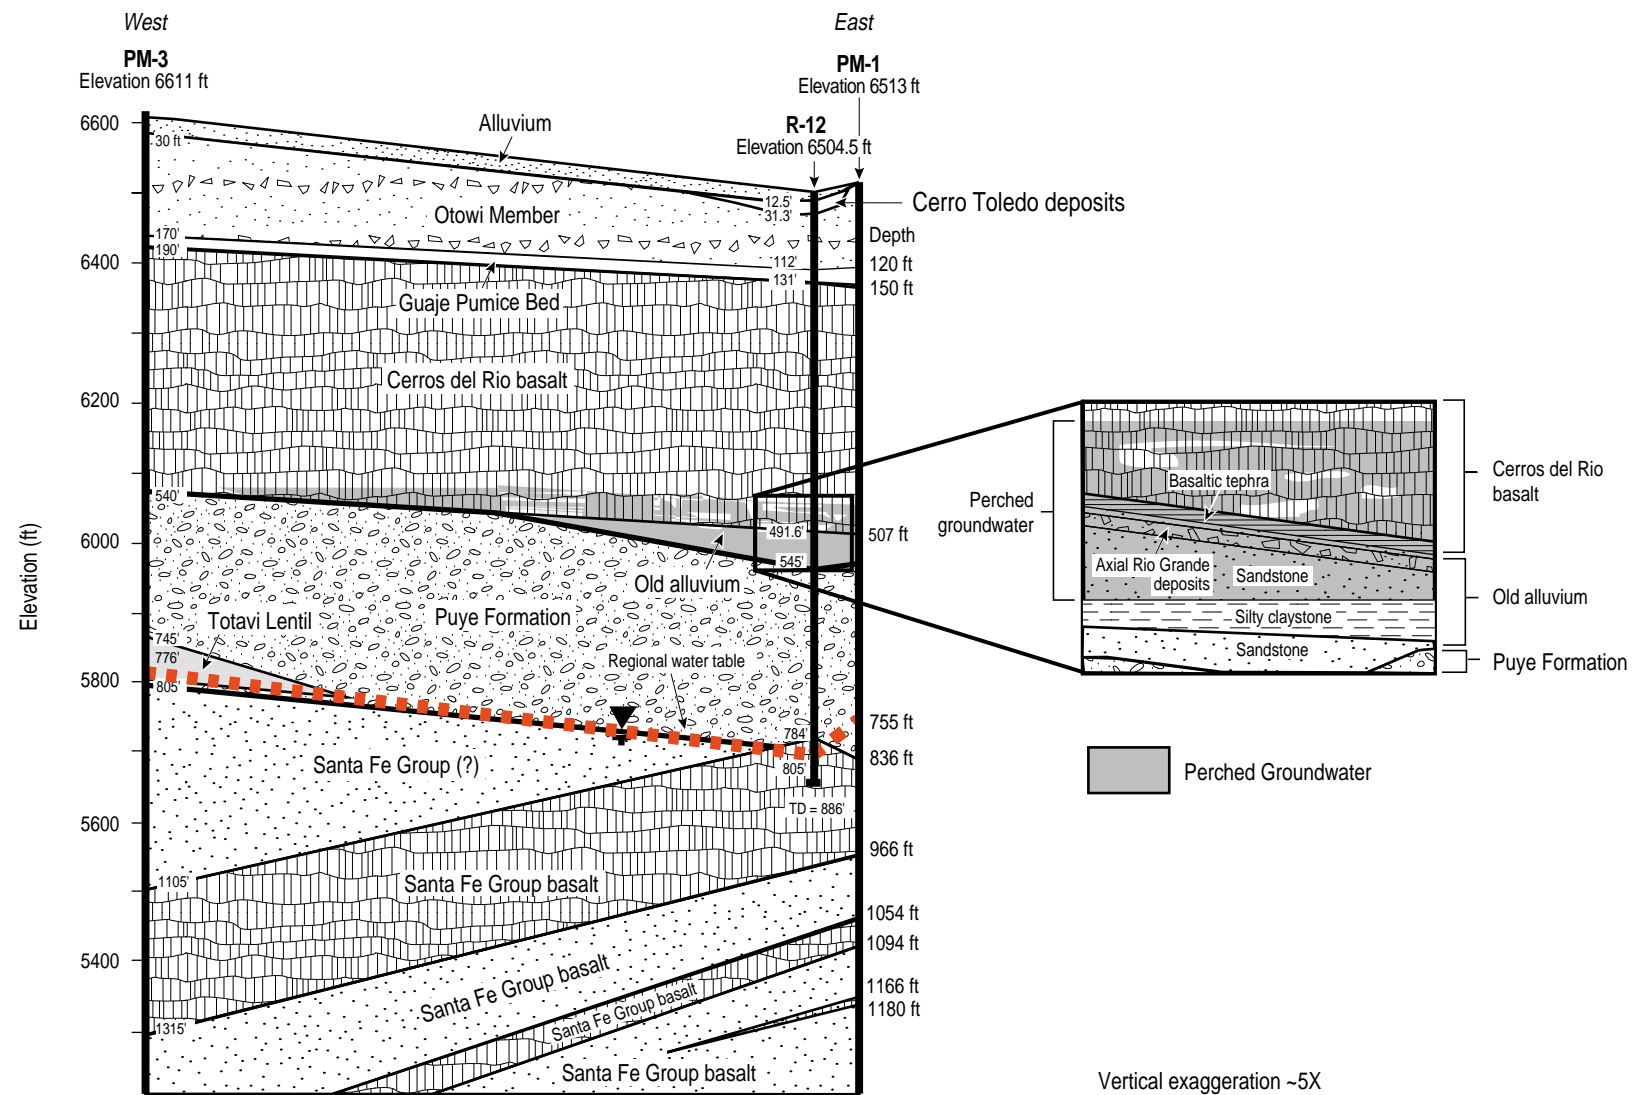 West
East
PM-3
Elevation 6611 ft
PM-1
Elevation 6513 ft
R-12
Elevation 6504.5 ft
Alluvium
6600
30 ft
12.5'
31.3'
Cerro Toledo deposits
Otowi Member
Depth
170'
190'
6400
112'
131'
120 ft
150 ft
Guaje Pumice Bed
Cerros del Rio basalt
6200
540'
491.6'
507 ft
545'
6000
Elevation (ft)
Old alluvium
Puye Formation
Totavi Lentil
745'
776'
805'
5800
Regional water table
784'
805'
755 ft
836 ft
Santa Fe Group (?)
TD = 886'
5600
966 ft
1105'
Santa Fe Group basalt
1054 ft
1094 ft
5400
Santa Fe Group basalt
1166 ft
1180 ft
Santa Fe Group basalt
1315'
Santa Fe Group basalt
Perched
groundwater
Basaltic tephra
Axial Rio Grande
deposits
Sandstone
Silty claystone
Sandstone
Cerros del Rio
basalt
Old alluvium
Puye Formation
Perched Groundwater
Vertical exaggeration ~5X